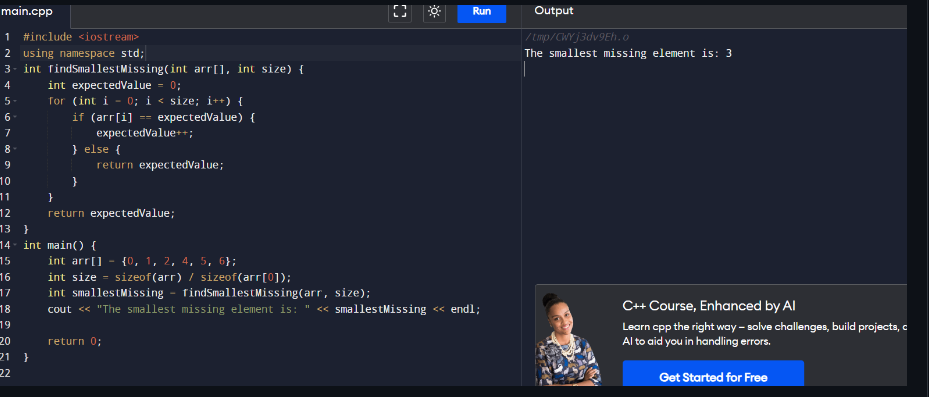 main.cpp
Run
Output
1 #include <iostream>
2 using namespace std;
3 int findSmallestMissing(int arr[], int size) {
4 int expectedValue = 0;
5 for (int i = 0; i < size; i++) {
6 if (arr[i] == expectedValue) {
7 expectedValue++;
8 } else {
9 return expectedValue;
10 }
11 }
12 return expectedValue;
13 }
14 int main() {
15 int arr[] = {0, 1, 2, 4, 5, 6};
16 int size = sizeof(arr) / sizeof(arr[0]);
17 int smallestMissing = findSmallestMissing(arr, size);
18 cout << "The smallest missing element is: " << smallestMissing << endl;
19
20 return 0;
21 }
22
/tmp/CWYj3dv9Eh.o
The smallest missing element is: 3
C++ Course, Enhanced by AI
Learn cpp the right way – solve challenges, build projects, c
AI to aid you in handling errors.
Get Started for Free